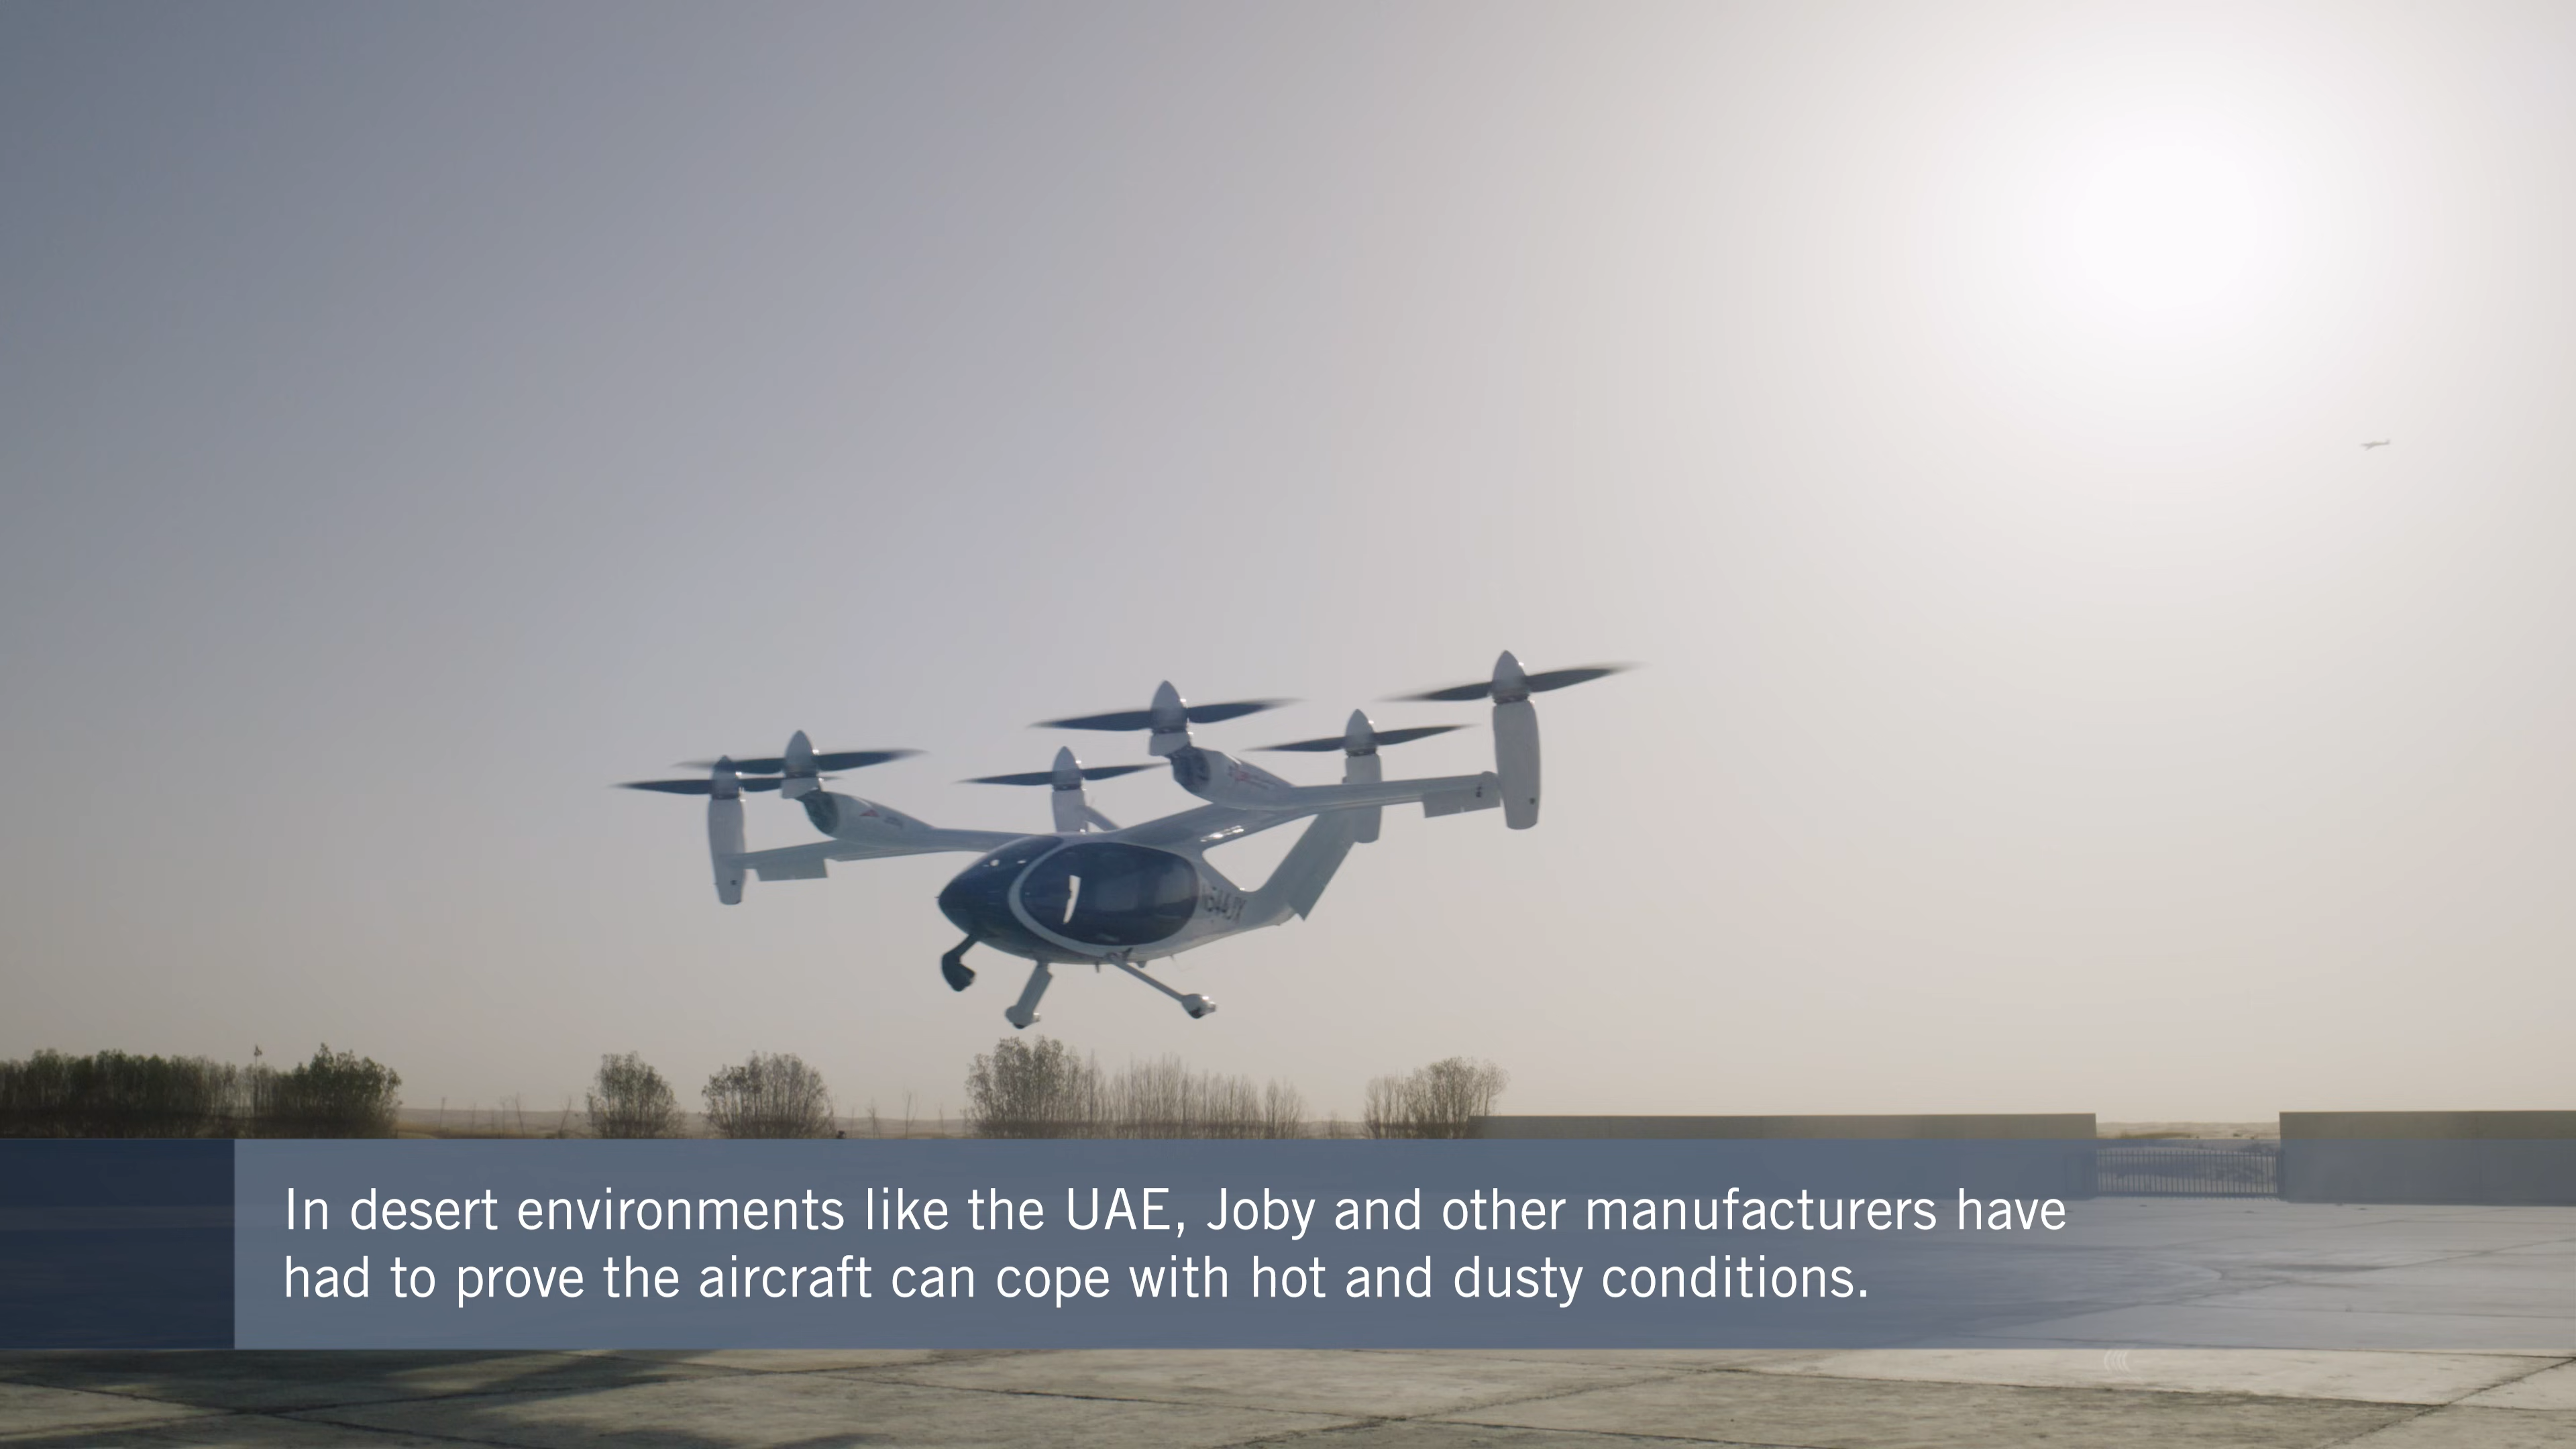 N544JX
In desert environments like the UAE, Joby and other manufacturers have
had to prove the aircraft can cope with hot and dusty conditions.